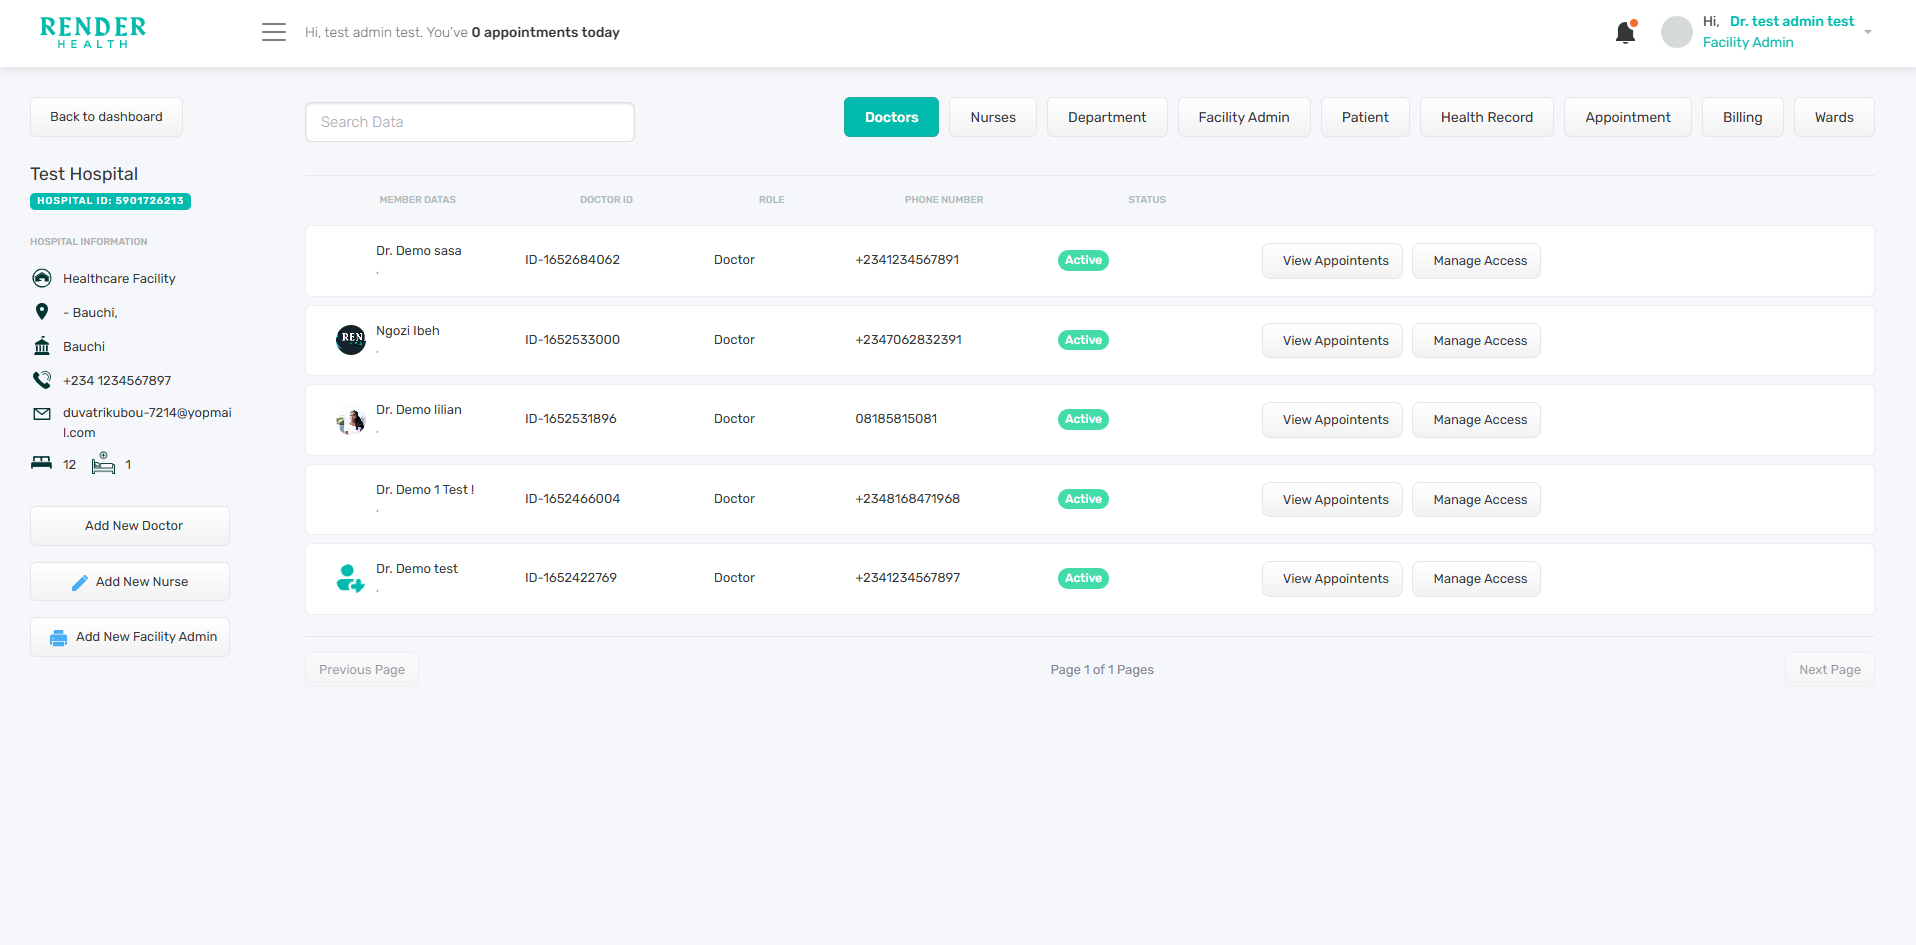 RENDER
HEALTH
Hi, test admin test. You've 0 appointments today
Hi, Dr. test admin test
Facility Admin
Back to dashboard
Test Hospital
HOSPITAL ID: 5901726213
HOSPITAL INFORMATION
Healthcare Facility
- Bauchi,
Bauchi
+234 1234567897
duvatrikubou-7214@yopmai
l.com
12 1
Add New Doctor
Add New Nurse
Add New Facility Admin
Search Data
Doctors Nurses Department Facility Admin Patient Health Record Appointment Billing Wards
MEMBER DATAS DOCTOR ID ROLE PHONE NUMBER STATUS
Dr. Demo sasa
,
ID-1652684062 Doctor +2341234567891 Active View Appointents Manage Access
REN
Ngozi Ibeh
,
ID-1652533000 Doctor +2347062832391 Active View Appointents Manage Access
Dr. Demo lilian
,
ID-1652531896 Doctor 08185815081 Active View Appointents Manage Access
Dr. Demo 1 Test !
,
ID-1652466004 Doctor +2348168471968 Active View Appointents Manage Access
Dr. Demo test
,
ID-1652422769 Doctor +2341234567897 Active View Appointents Manage Access
Previous Page Page 1 of 1 Pages Next Page